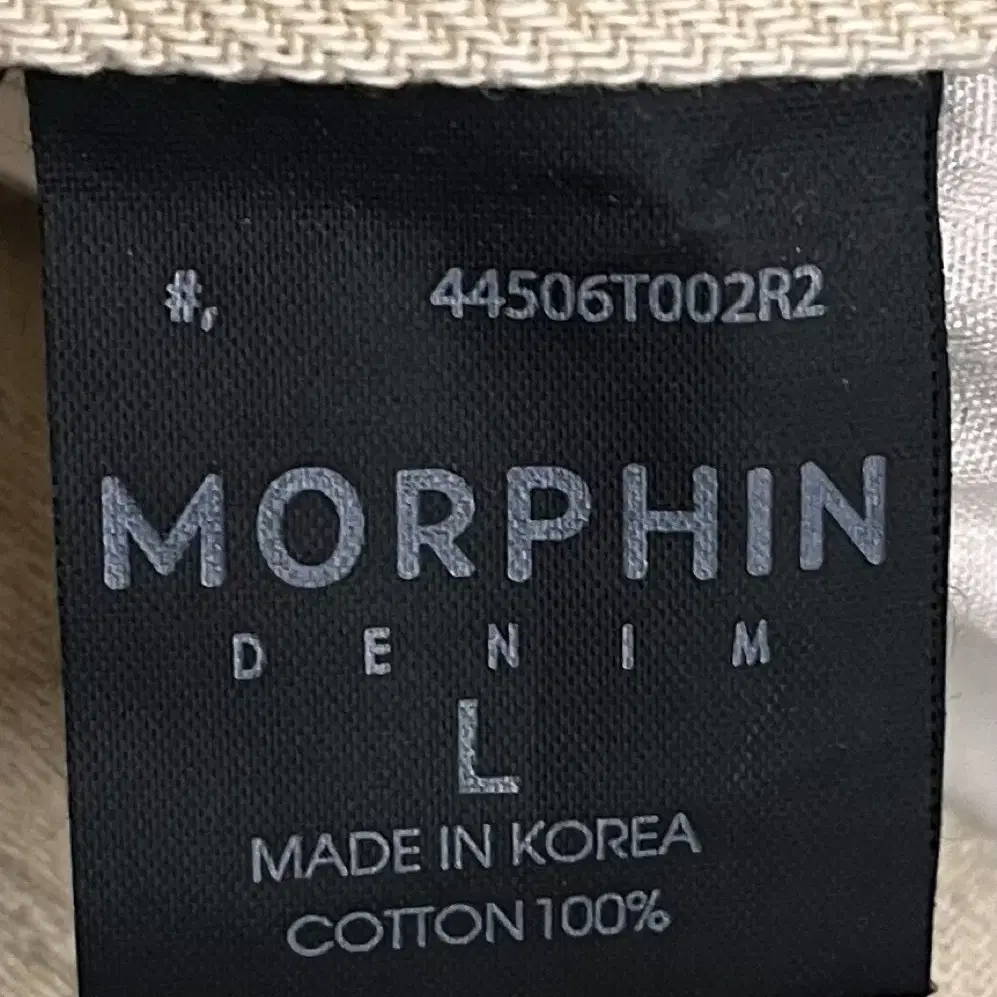 #, 44506T002R2
MORPHIN
DENIM
L
MADE IN KOREA
COTTON 100%